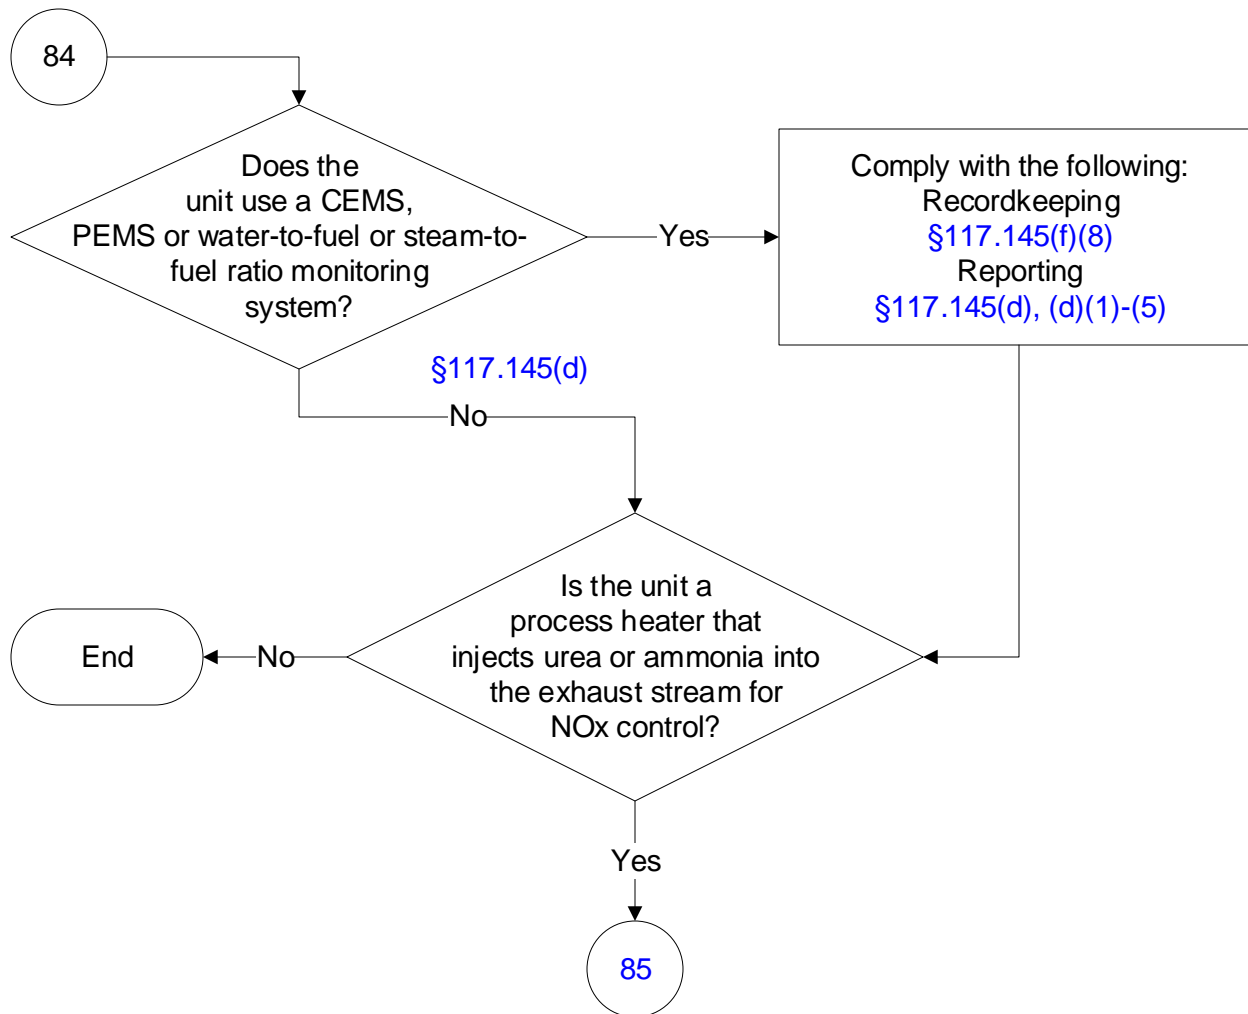 84
Does the
unit use a CEMS,
PEMS or water-to-fuel or steam-to-
fuel ratio monitoring
system?
Yes
Comply with the following:
Recordkeeping
§117.145(f)(8)
Reporting
§117.145(d), (d)(1)-(5)
§117.145(d)
No
Is the unit a
process heater that
injects urea or ammonia into
the exhaust stream for
NOx control?
No
End
Yes
85